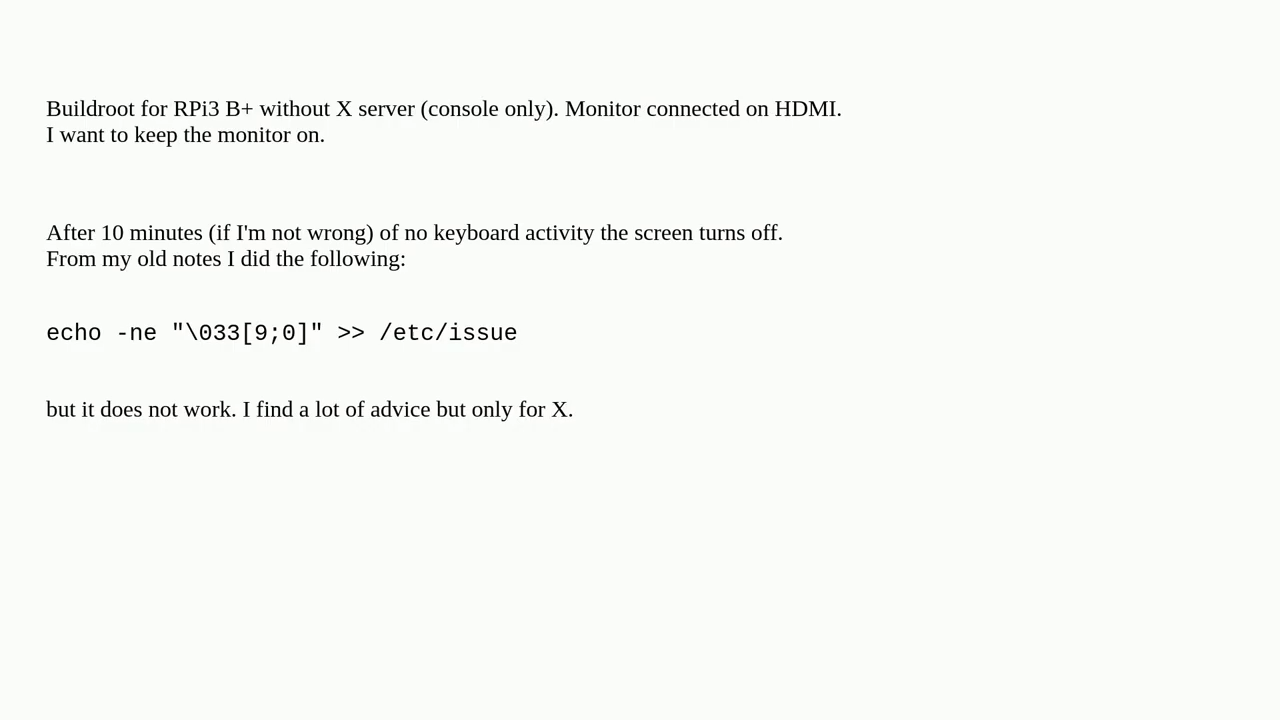 Buildroot for RPi3 B+ without X server (console only). Monitor connected on HDMI.
I want to keep the monitor on.
After 10 minutes (if I'm not wrong) of no keyboard activity the screen turns off.
From my old notes I did the following:
echo -ne "\033[9;0]" >> /etc/issue
but it does not work. I find a lot of advice but only for X.